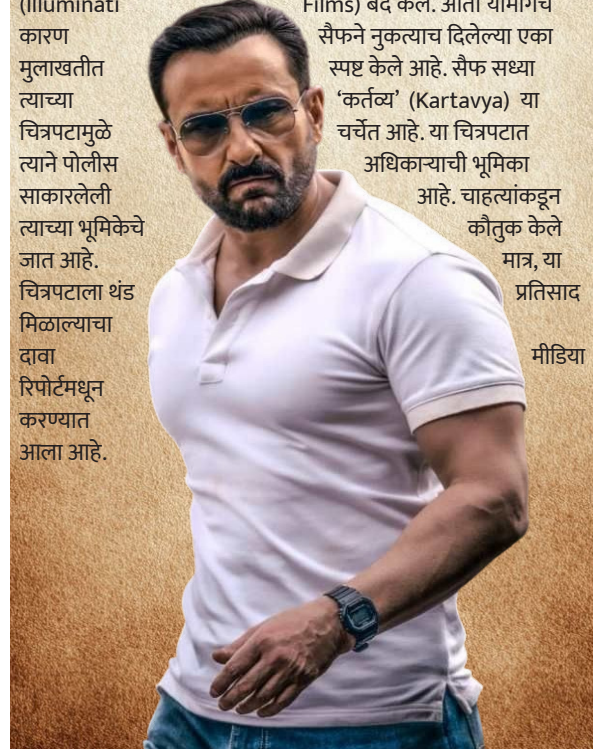 (Illuminati Films) बंद केले. आता यामागचे
कारण सैफने नुकत्याच दिलेल्या एका
मुलाखतीत स्पष्ट केले आहे. सैफ सध्या
त्याच्या ‘कर्तव्य’ (Kartavya) या
चित्रपटामुळे चर्चेत आहे. या चित्रपटात
त्याने पोलीस अधिकाऱ्याची भूमिका
साकारलेली आहे. चाहत्यांकडून
त्याच्या भूमिकेचे कौतुक केले
जात आहे. मात्र, या
चित्रपटाला थंड प्रतिसाद
मिळाल्याचा
दावा मीडिया
रिपोर्टमधून
करण्यात
आला आहे.